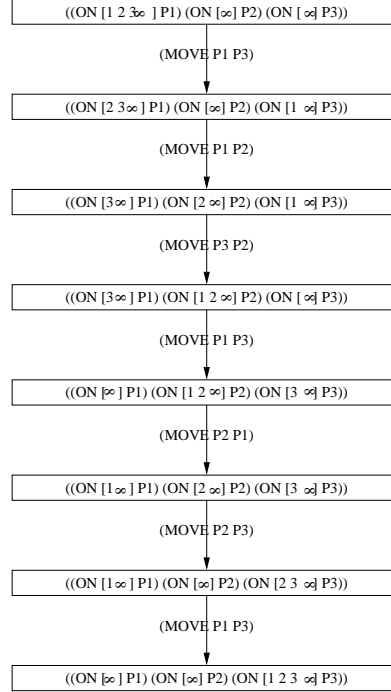 ((ON [1 2 3∞ ] P1) (ON [∞] P2) (ON [ ∞] P3))
(MOVE P1 P3)
((ON [2 3∞ ] P1) (ON [∞] P2) (ON [1 ∞] P3))
(MOVE P1 P2)
((ON [3∞ ] P1) (ON [2 ∞] P2) (ON [1 ∞] P3))
(MOVE P3 P2)
((ON [3∞ ] P1) (ON [1 2 ∞] P2) (ON [ ∞] P3))
(MOVE P1 P3)
((ON [∞ ] P1) (ON [1 2 ∞] P2) (ON [3 ∞] P3))
(MOVE P2 P1)
((ON [1∞ ] P1) (ON [2 ∞] P2) (ON [3 ∞] P3))
(MOVE P2 P3)
((ON [1∞ ] P1) (ON [∞] P2) (ON [2 3 ∞] P3))
(MOVE P1 P3)
((ON [∞ ] P1) (ON [∞] P2) (ON [1 2 3 ∞] P3))